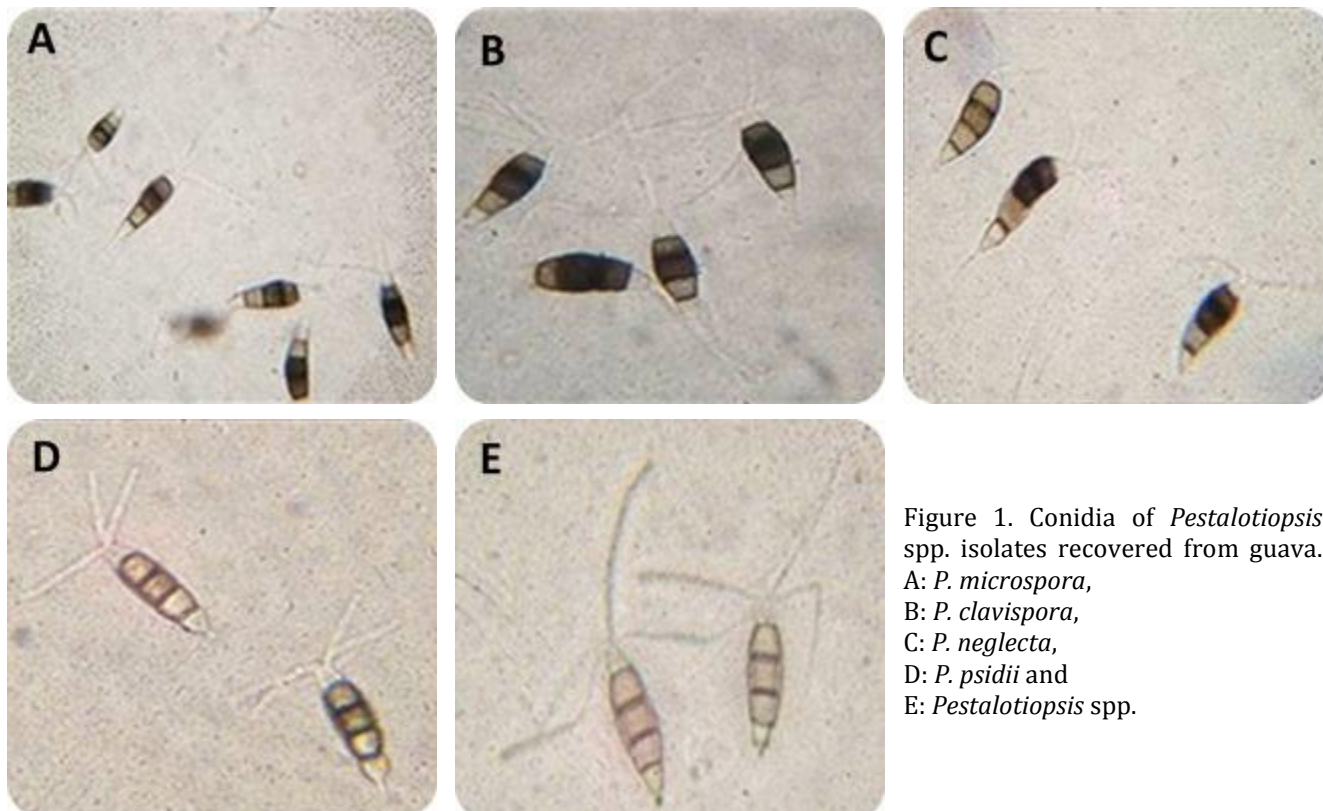 A
B
C
D
E
Figure 1. Conidia of Pestalotiopsis
spp. isolates recovered from guava.
A: P. microspora,
B: P. clavispora,
C: P. neglecta,
D: P. psidii and
E: Pestalotiopsis spp.